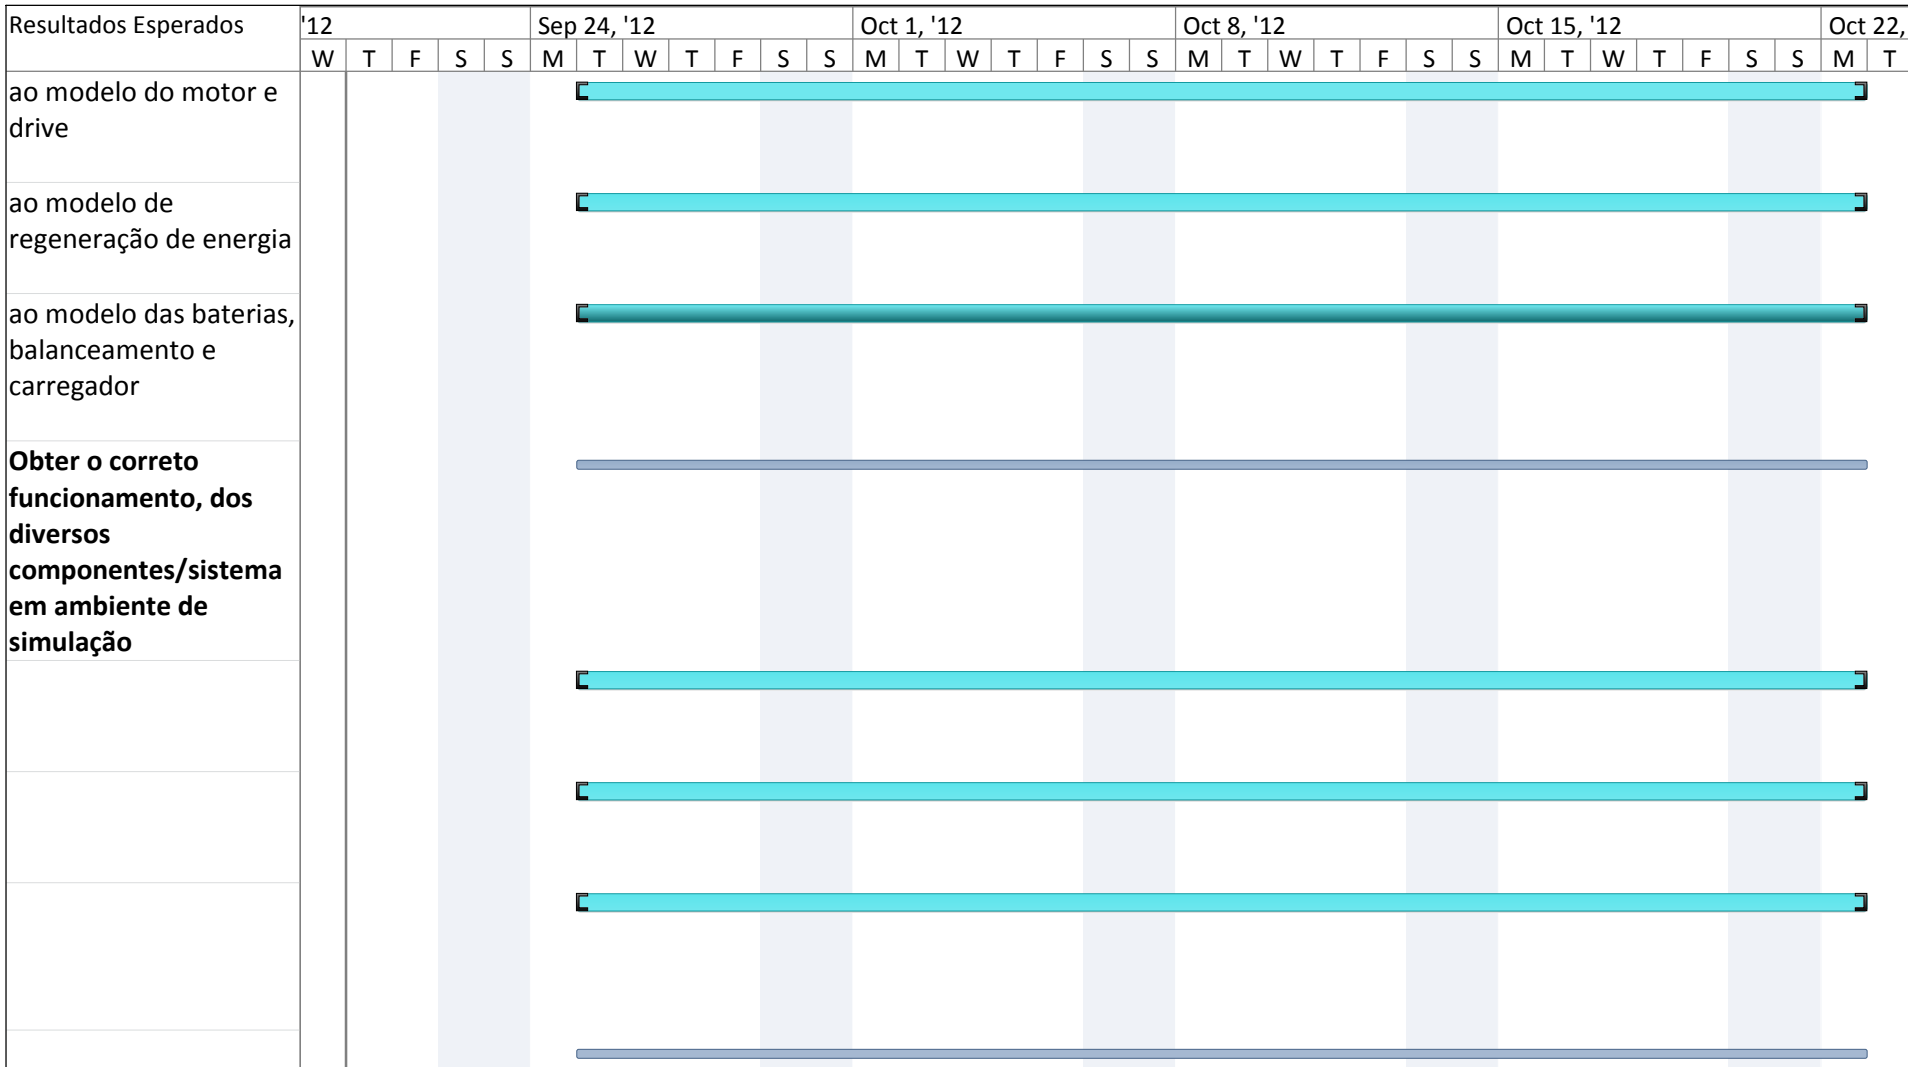 Resultados Esperados
'12 Sep 24, '12 Oct 1, '12 Oct 8, '12 Oct 15, '12 Oct 22,
W T F S S M T W T F S S M T W T F S S M T W T F S S M T W T F S S M T
ao modelo do motor e
drive
ao modelo de
regeneração de energia
ao modelo das baterias,
balanceamento e
carregador
Obter o correto
funcionamento, dos
diversos
componentes/sistema
em ambiente de
simulação